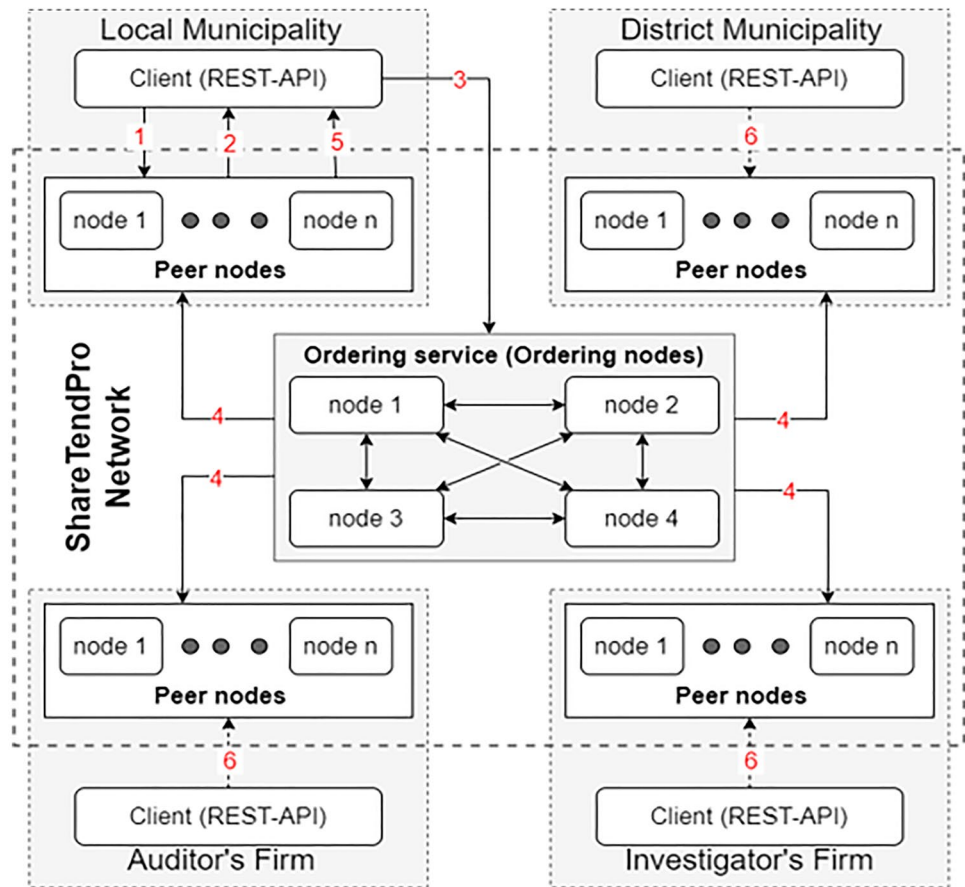 Local Municipality
District Municipality
Client (REST-API)
Client (REST-API)
3
1
2
5
6
node 1
node n
Peer nodes
node 1
node n
Peer nodes
Ordering service (Ordering nodes)
node 1
node 2
node 3
node 4
4
4
4
4
ShareTendPro
Network
node 1
node n
Peer nodes
node 1
node n
Peer nodes
6
6
Client (REST-API)
Client (REST-API)
Auditor's Firm
Investigator's Firm